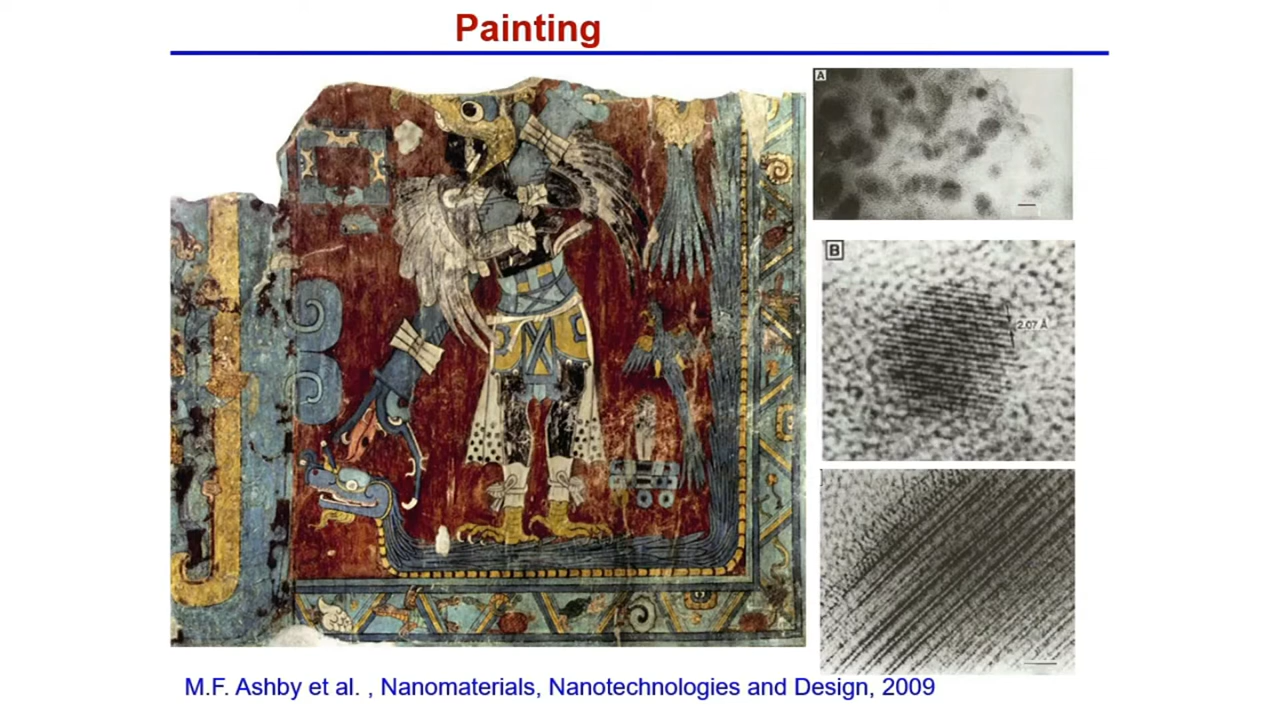 Painting
A
B
2.07 Å
M.F. Ashby et al. , Nanomaterials, Nanotechnologies and Design, 2009